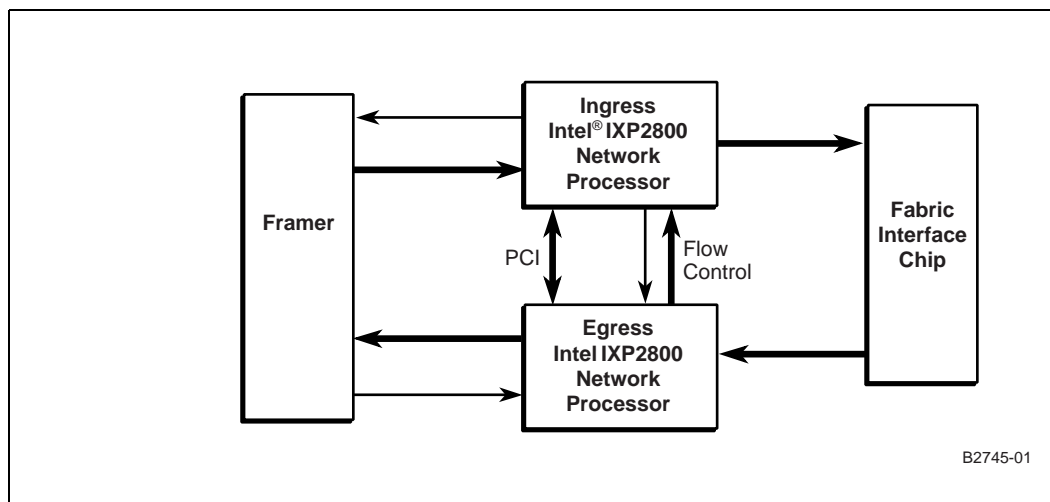 Ingress
Intel® IXP2800
Network
Processor
Framer
Fabric
Interface
Chip
PCI
Flow
Control
Egress
Intel IXP2800
Network
Processor
B2745-01